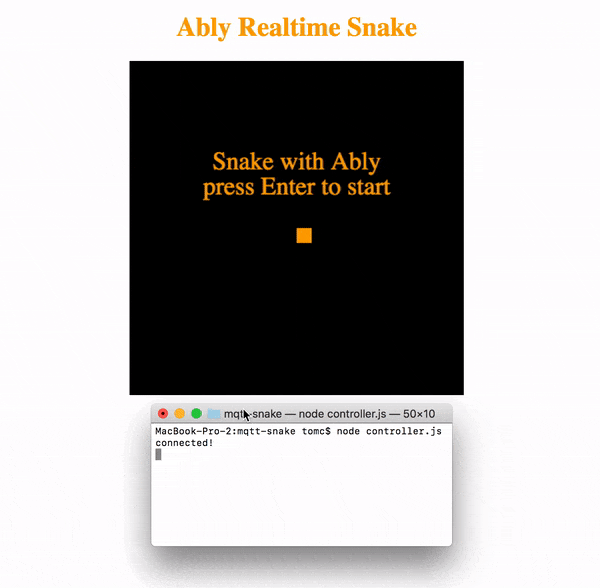 Ably Realtime Snake
Snake with Ably
press Enter to start
mqtt-snake — node controller.js — 50×10
MacBook-Pro-2:mqtt-snake tomc$ node controller.js
connected!